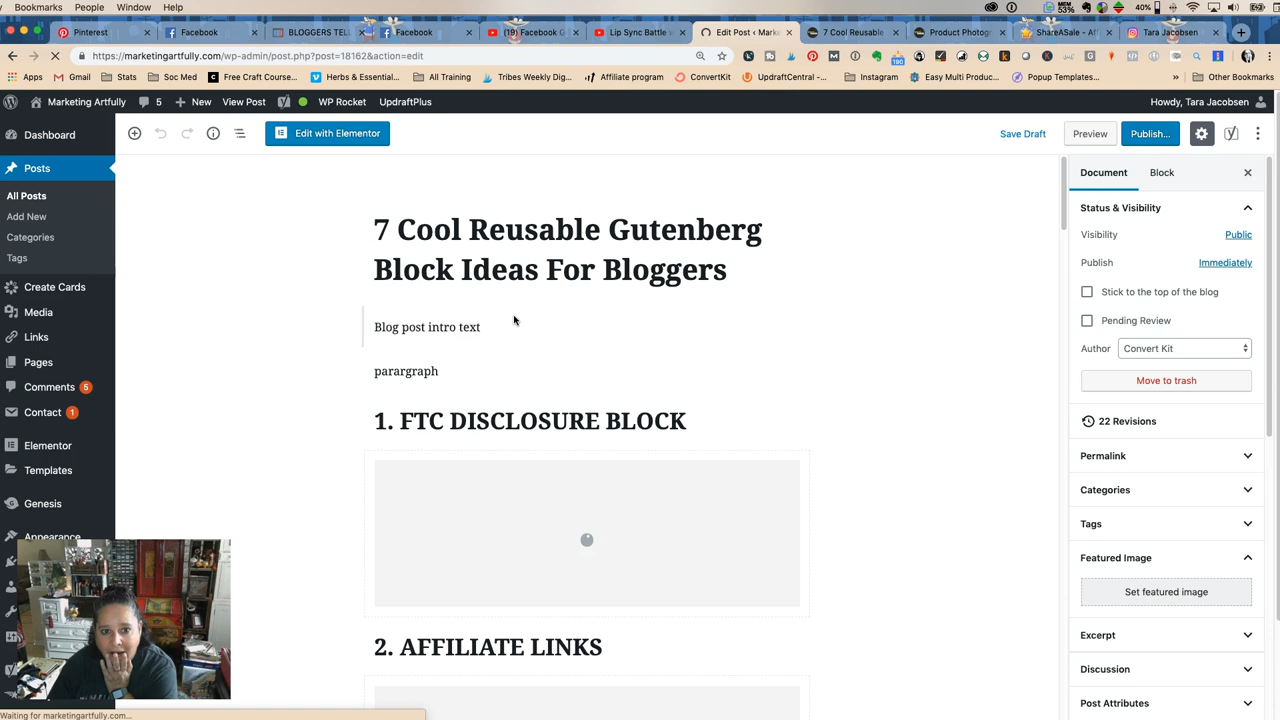 Bookmarks People Window Help
MEM 53% 40%
Pinterest Facebook BLOGGERS TELL Facebook (19) Facebook G Lip Sync Battle Edit Post ‹ Marke 7 Cool Reusable Product Photogr ShareASale - Aff Tara Jacobsen
https://marketingartfully.com/wp-admin/post.php?post=18162&action=edit
190
Apps Gmail Stats Soc Med Free Craft Course... Herbs & Essential... All Training Tribes Weekly Dig... Affiliate program ConvertKit UpdraftCentral -... Instagram Easy Multi Produc... Popup Templates... » Other Bookmarks
Marketing Artfully 5 New View Post WP Rocket UpdraftPlus Howdy, Tara Jacobsen
Dashboard
Edit with Elementor
Save Draft Preview Publish...
Posts
All Posts
Add New
Categories
Tags
Create Cards
Media
Links
Pages
Comments 5
Contact 1
Elementor
Templates
Genesis
Appearance
7 Cool Reusable Gutenberg
Block Ideas For Bloggers
Blog post intro text
parargraph
1. FTC DISCLOSURE BLOCK
2. AFFILIATE LINKS
Document Block
Status & Visibility
Visibility Public
Publish Immediately
Stick to the top of the blog
Pending Review
Author Convert Kit
Move to trash
22 Revisions
Permalink
Categories
Tags
Featured Image
Set featured image
Excerpt
Discussion
Post Attributes
Waiting for marketingartfully.com...